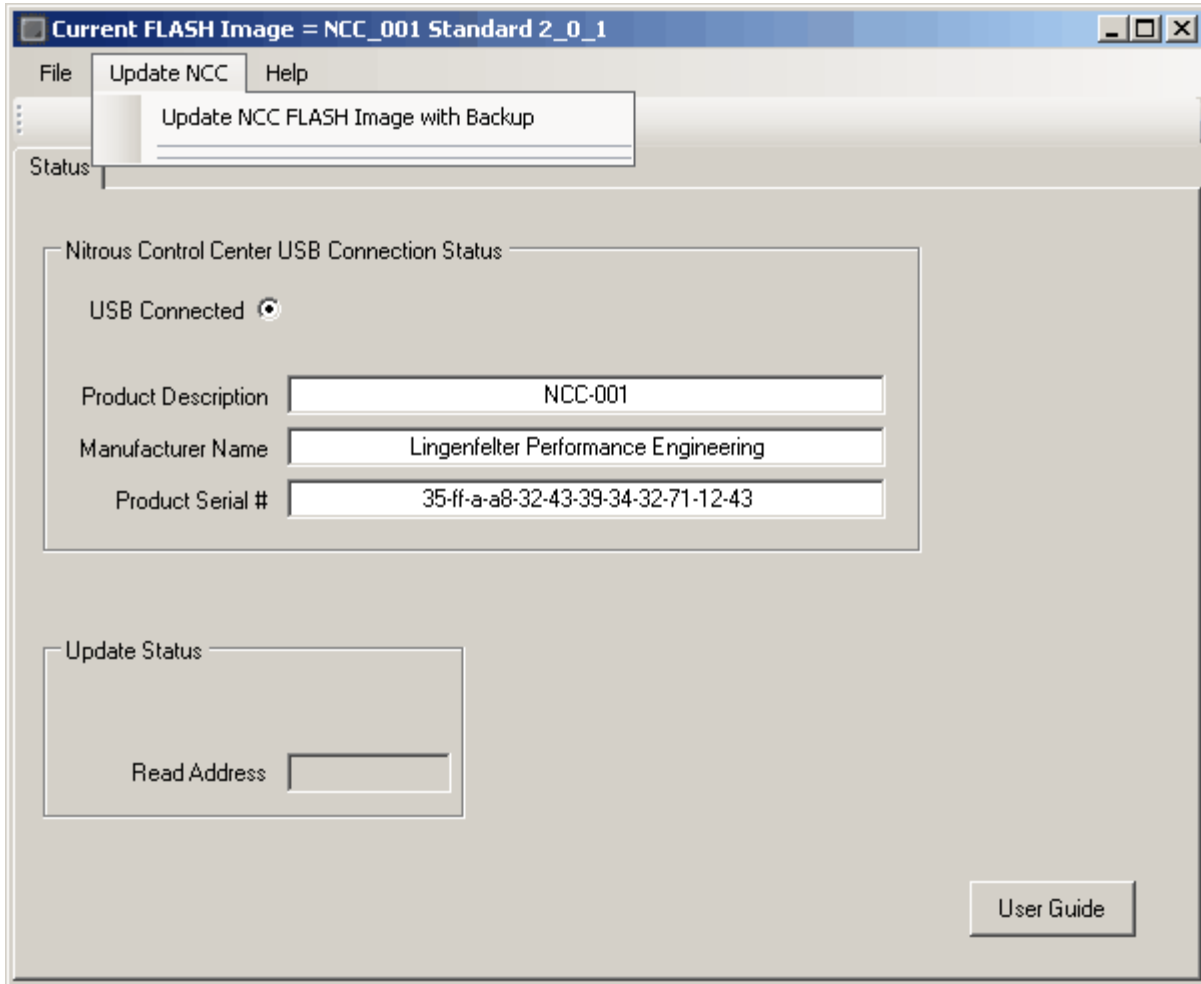 Current FLASH Image = NCC_001 Standard 2_0_1
File Update NCC Help
Update NCC FLASH Image with Backup
Status
Nitrous Control Center USB Connection Status
USB Connected
Product Description NCC-001
Manufacturer Name Lingenfelter Performance Engineering
Product Serial # 35-ff-a-a8-32-43-39-34-32-71-12-43
Update Status
Read Address
User Guide